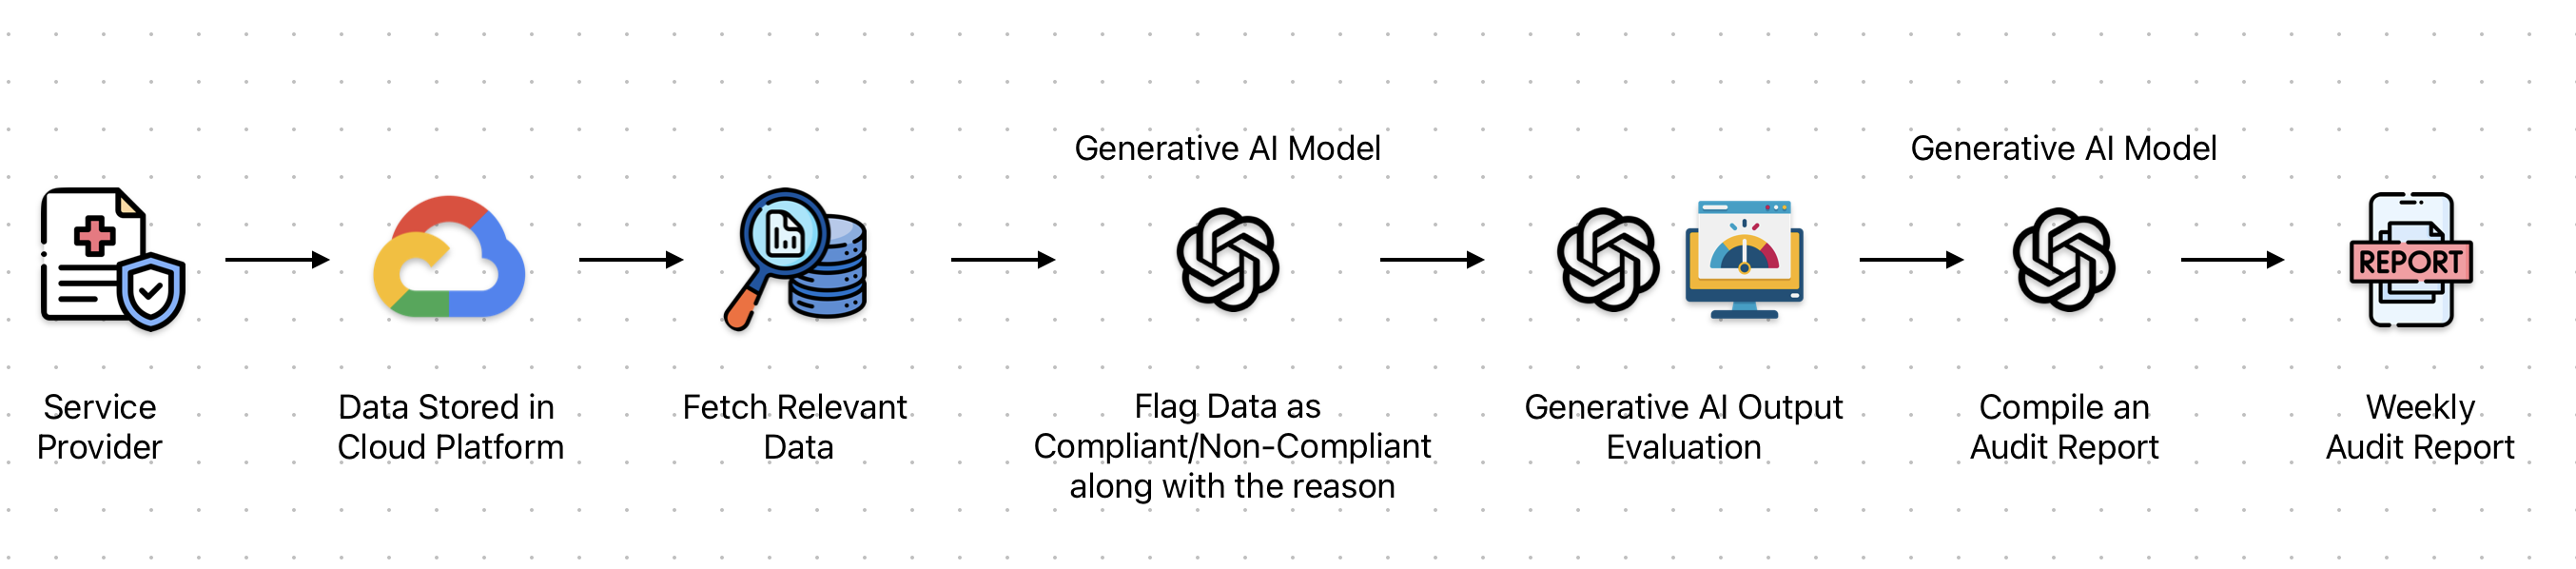 Generative AI Model
Generative AI Model
REPORT
Service
Provider
Data Stored in
Cloud Platform
Fetch Relevant
Data
Flag Data as
Compliant/Non-Compliant
along with the reason
Generative AI Output
Evaluation
Compile an
Audit Report
Weekly
Audit Report